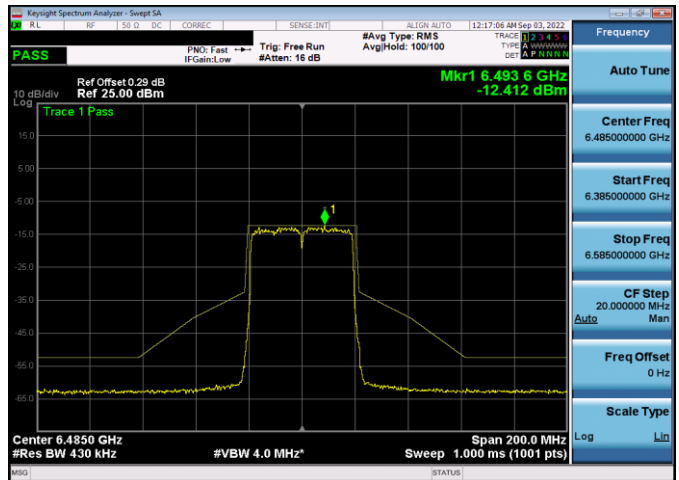 Keysight Spectrum Analyzer - Swept SA
LXI RL RF 50 Ω DC CORREC SENSE:INT ALIGN AUTO 12:17:06 AM Sep 03, 2022
PASS
PNO: Fast
IFGain:Low
Trig: Free Run
#Atten: 16 dB
#Avg Type: RMS
Avg|Hold: 100/100
TRACE 1 2 3 4 5 6
TYPE A WWWWW
DET A P N N N N
Ref Offset 0.29 dB
10 dB/div Ref 25.00 dBm
Log
Mkr1 6.493 6 GHz
-12.412 dBm
Trace 1 Pass
15.0
5.00
-5.00
-15.0
-25.0
-35.0
-45.0
-55.0
-65.0
1
Center 6.4850 GHz Span 200.0 MHz
#Res BW 430 kHz #VBW 4.0 MHz* Sweep 1.000 ms (1001 pts)
MSG STATUS
Frequency
Auto Tune
Center Freq
6.485000000 GHz
Start Freq
6.385000000 GHz
Stop Freq
6.585000000 GHz
CF Step
20.000000 MHz
Auto Man
Freq Offset
0 Hz
Scale Type
Log Lin